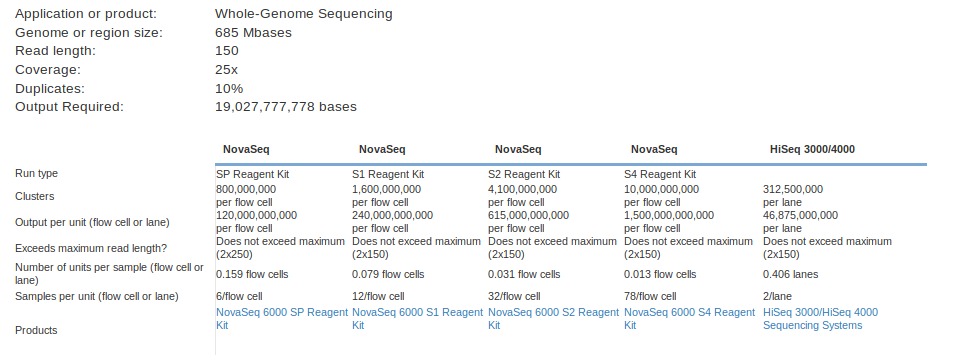 Application or product: Whole-Genome Sequencing
Genome or region size: 685 Mbases
Read length: 150
Coverage: 25x
Duplicates: 10%
Output Required: 19,027,777,778 bases
NovaSeq NovaSeq NovaSeq NovaSeq HiSeq 3000/4000
Run type SP Reagent Kit S1 Reagent Kit S2 Reagent Kit S4 Reagent Kit
Clusters 800,000,000 1,600,000,000 4,100,000,000 10,000,000,000 312,500,000
per flow cell per flow cell per flow cell per flow cell per lane
Output per unit (flow cell or lane) 120,000,000,000 240,000,000,000 615,000,000,000 1,500,000,000,000 46,875,000,000
per flow cell per flow cell per flow cell per flow cell per lane
Exceeds maximum read length? Does not exceed maximum Does not exceed maximum Does not exceed maximum Does not exceed maximum Does not exceed maximum
(2x250) (2x150) (2x150) (2x150) (2x150)
Number of units per sample (flow cell or
lane) 0.159 flow cells 0.079 flow cells 0.031 flow cells 0.013 flow cells 0.406 lanes
Samples per unit (flow cell or lane) 6/flow cell 12/flow cell 32/flow cell 78/flow cell 2/lane
Products NovaSeq 6000 SP Reagent NovaSeq 6000 S1 Reagent NovaSeq 6000 S2 Reagent NovaSeq 6000 S4 Reagent HiSeq 3000/HiSeq 4000
Kit Kit Kit Kit Sequencing Systems